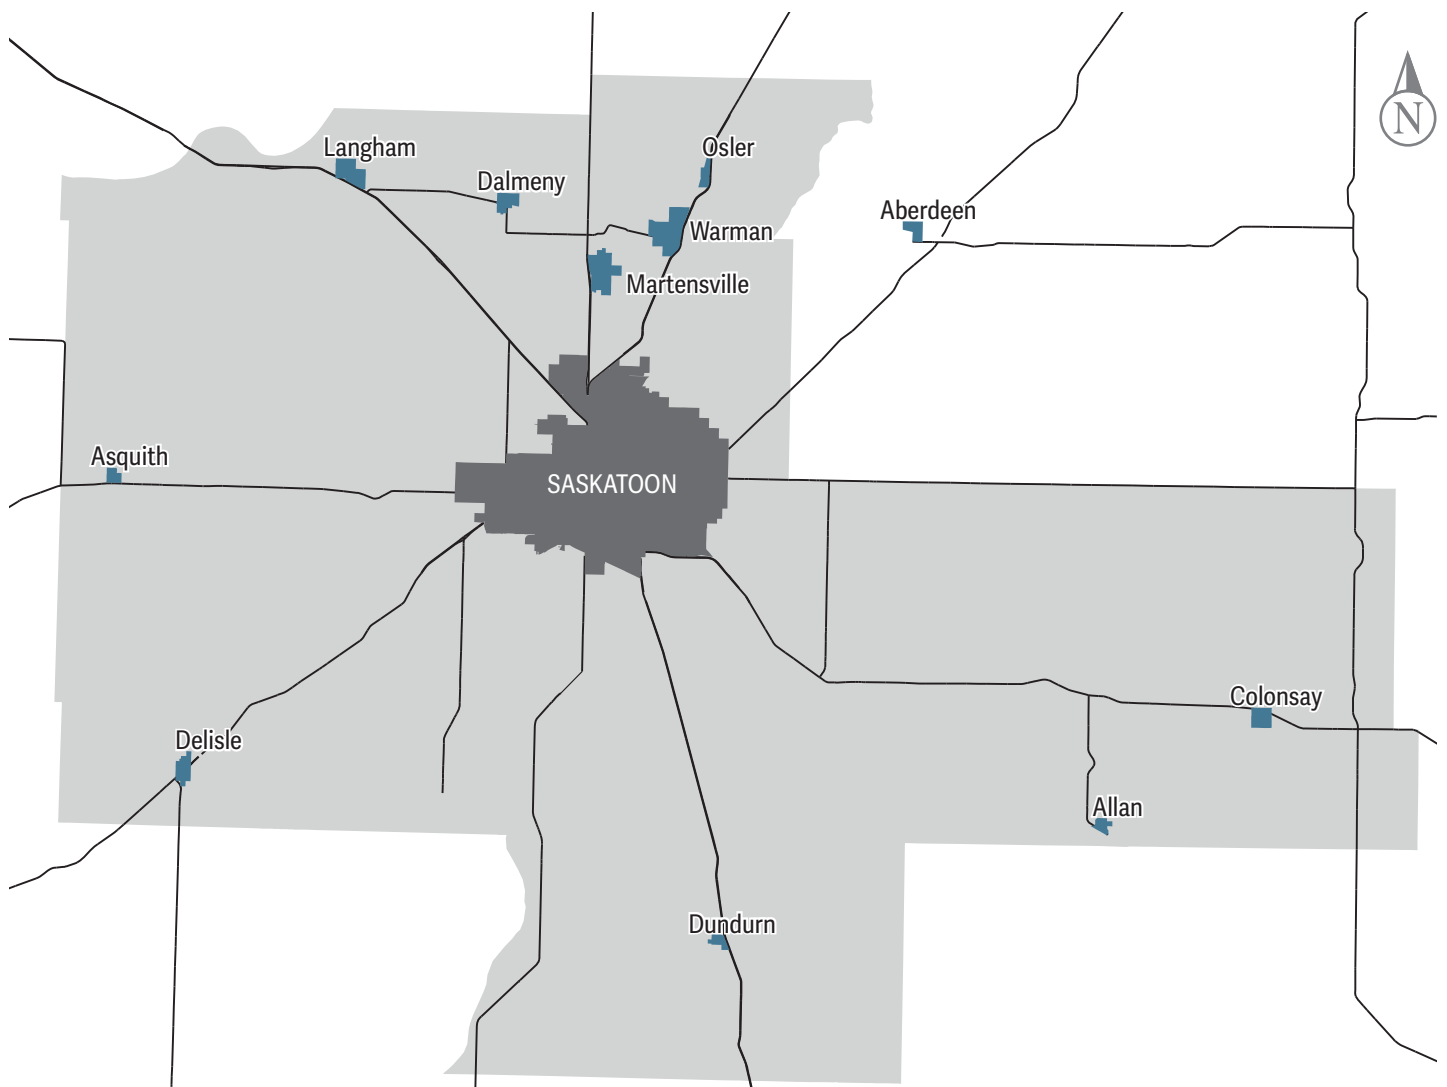 N
Langham
Osler
Dalmeny
Aberdeen
Warman
Martensville
Asquith
SASKATOON
Colonsay
Delisle
Allan
Dundurn